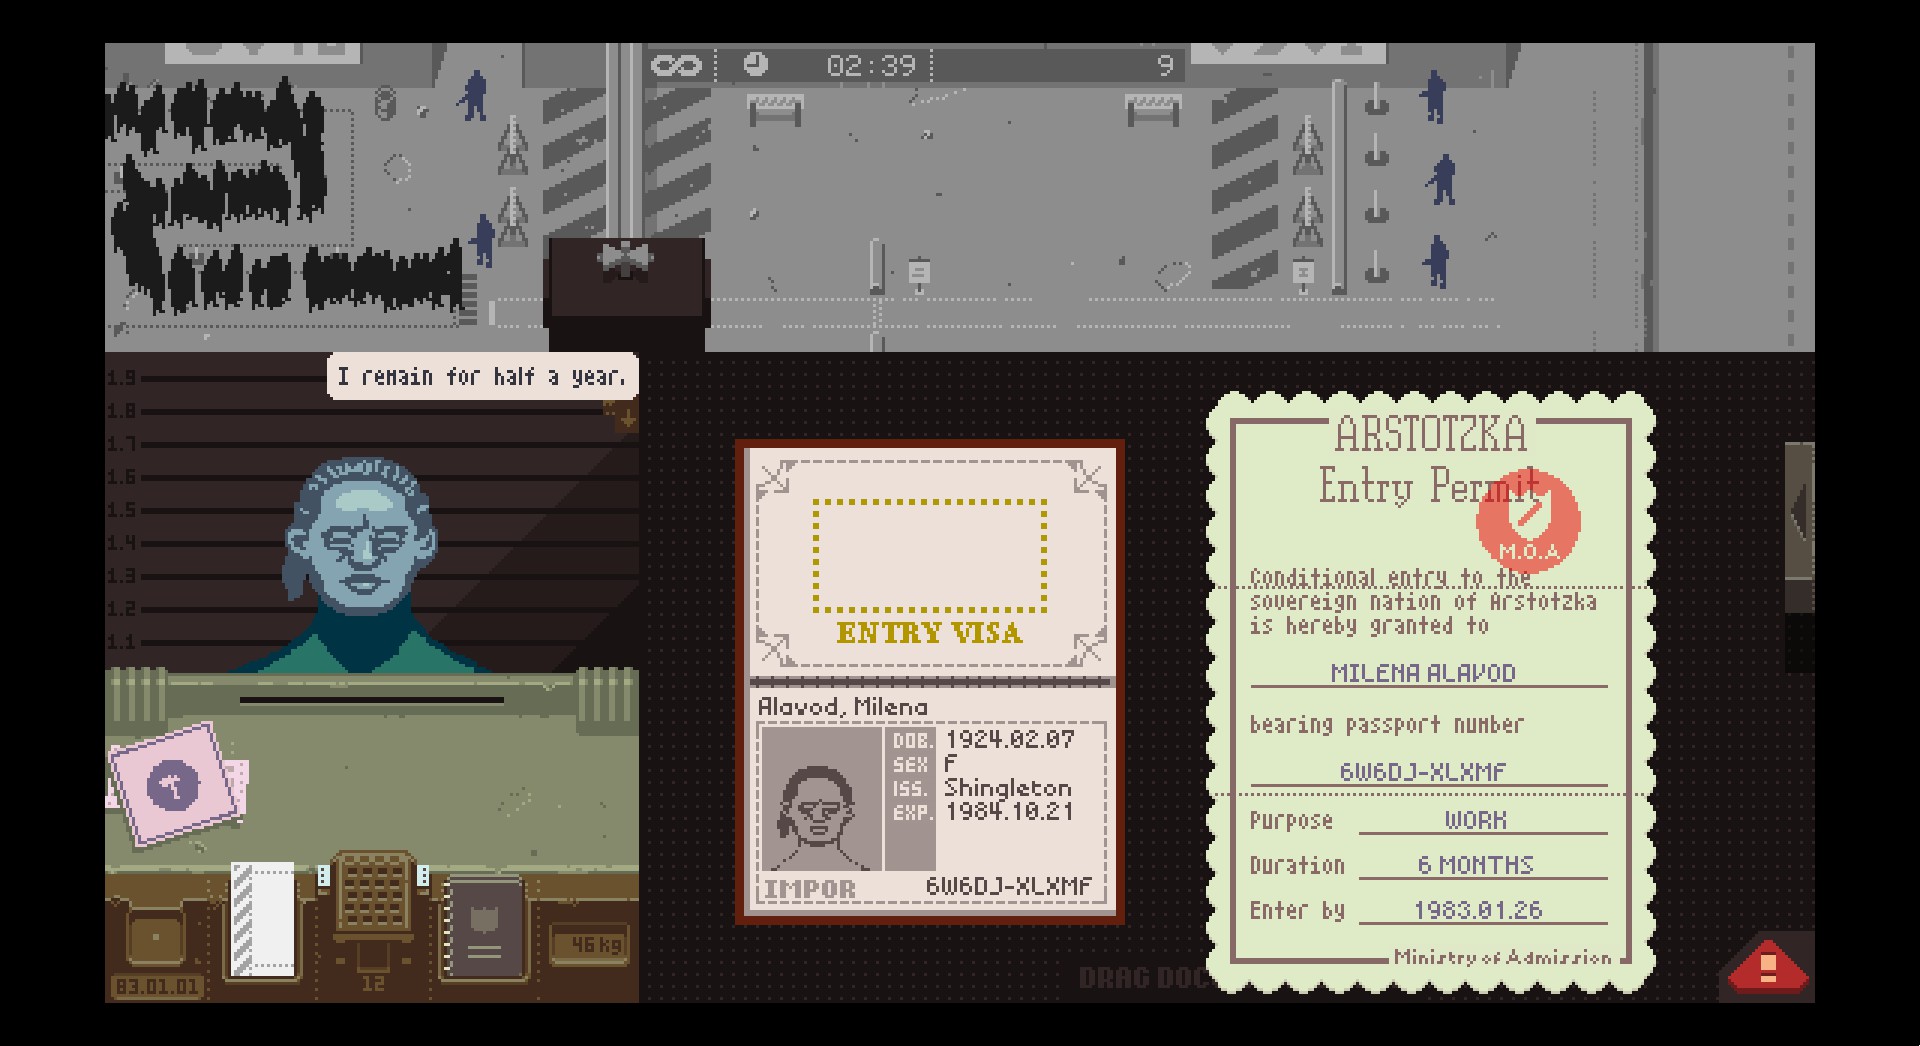 02:39
9
I remain for half a year.
1.9
1.8
1.7
1.6
1.5
1.4
1.3
1.2
1.1
46kg
83.01.01
12
ENTRY VISA
Alavod, Milena
DOB. 1924.02.07
SEX F
ISS. Shingleton
EXP. 1984.10.21
IMPOR 6W6DJ-XLXMF
DRAG DOC
ARSTOTZKA
Entry Permit
M.O.A
Conditional entry to the
sovereign nation of Arstotzka
is hereby granted to
MILENA ALAVOD
bearing passport number
6W6DJ-XLXMF
Purpose WORK
Duration 6 MONTHS
Enter by 1983.01.26
Ministry of Admission